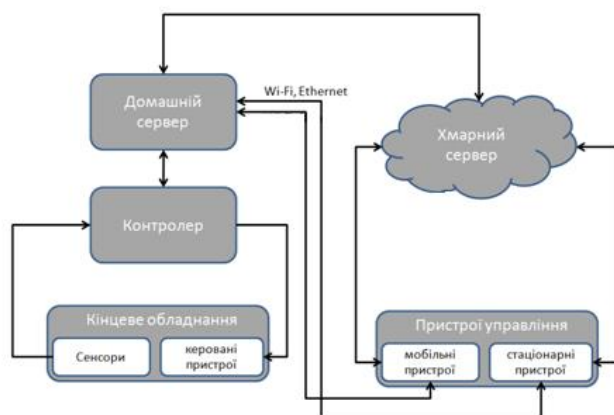 Wi-Fi, Ethernet
Домашній
сервер
Хмарний
сервер
Контролер
Кінцеве обладнання
Сенсори
керовані
пристрої
Пристрої управління
мобільні
пристрої
стаціонарні
пристрої